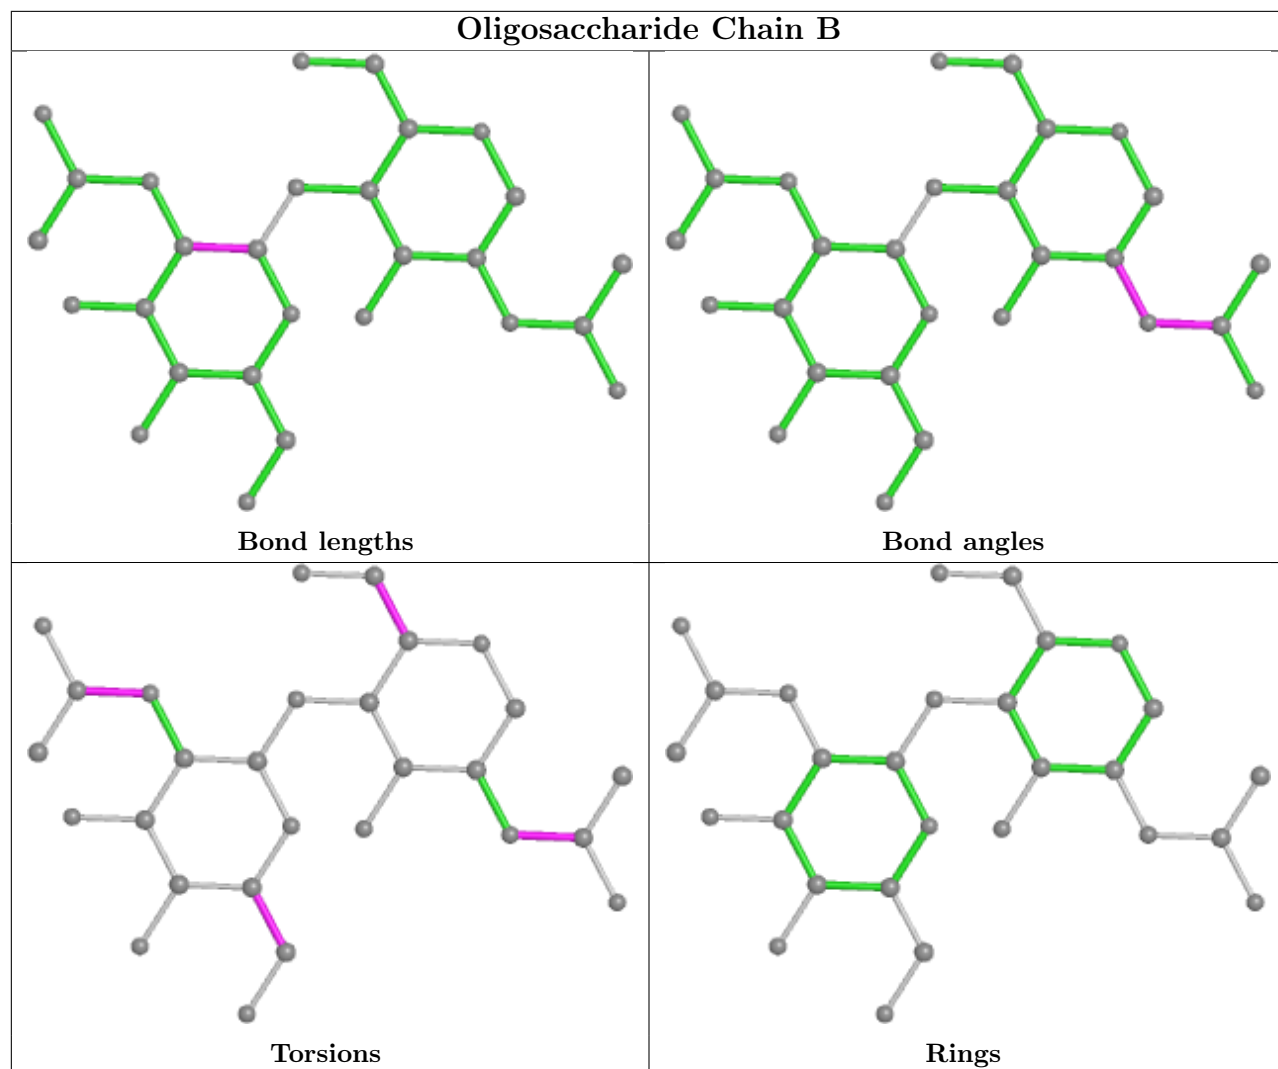 Oligosaccharide Chain B
Bond lengths
Bond angles
Torsions
Rings